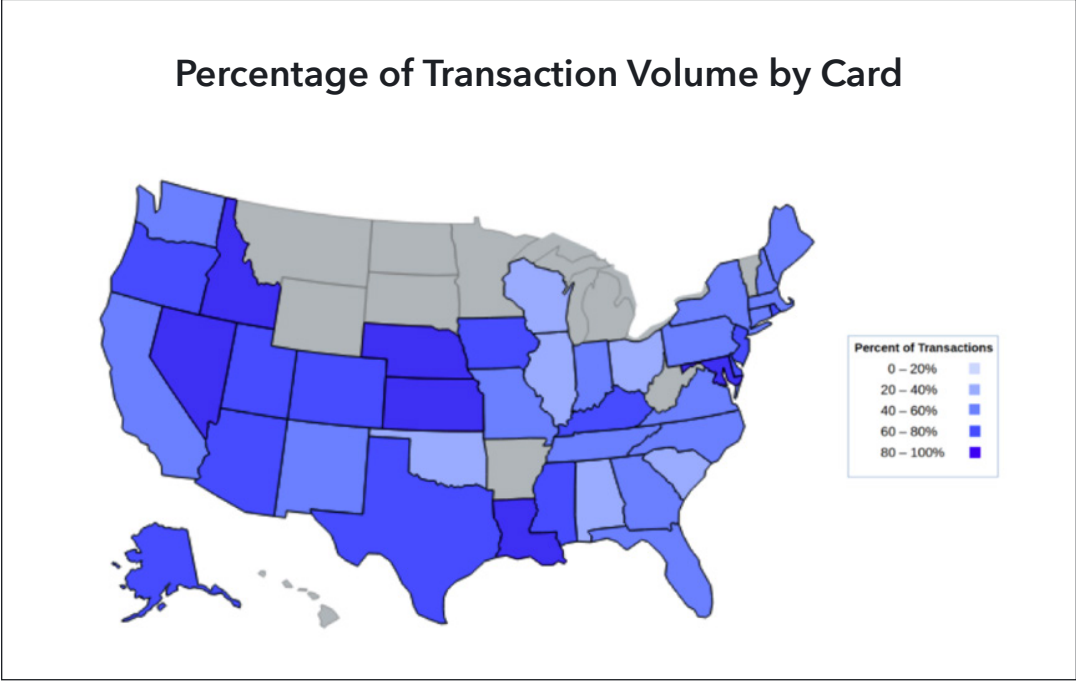 Percentage of Transaction Volume by Card
Percent of Transactions
0 – 20%
20 – 40%
40 – 60%
60 – 80%
80 – 100%